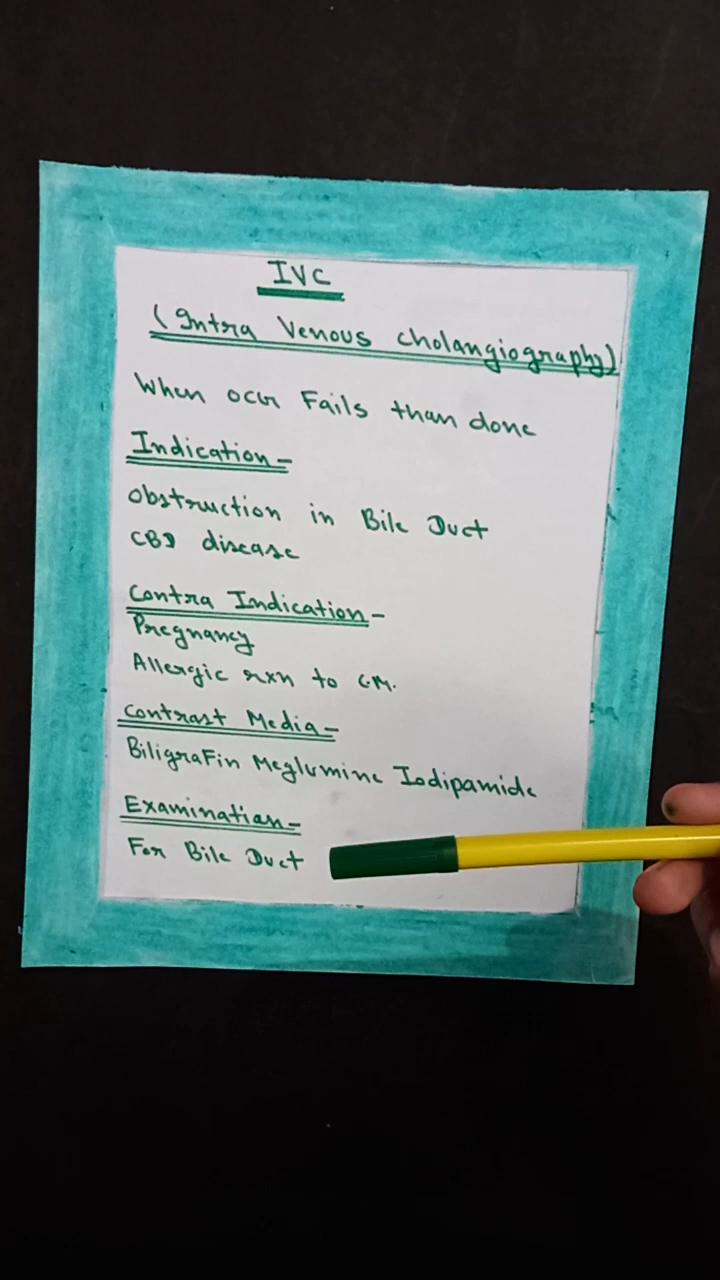 IVC
(Intra Venous cholangiography)
When OCG Fails than done
Indication-
Obstruction in Bile Duct
CBD disease
Contra Indication-
Pregnancy
Allergic rxn to C.M.
Contrast Media-
BiligraFin Meglumine Iodipamide
Examination-
For Bile Duct